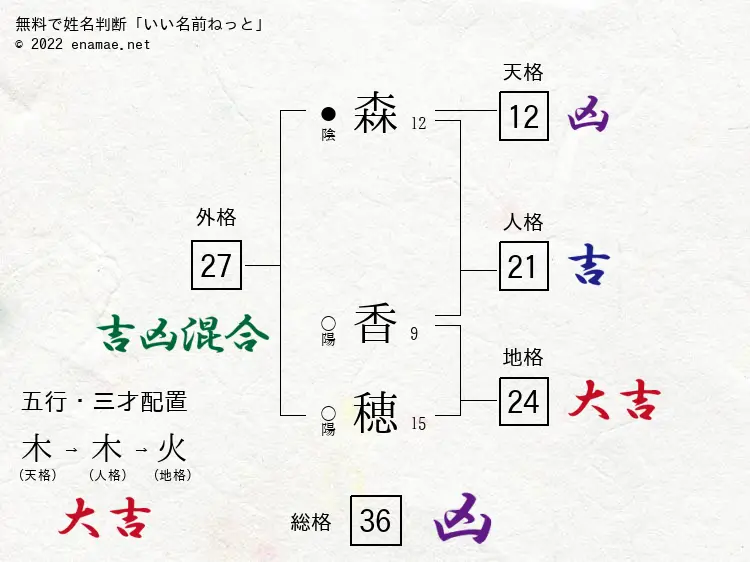 無料で姓名判断「いい名前ねっと」
© 2022 enamae.net
天格
12
凶
●
陰
森
12
外格
27
吉凶混合
人格
21
吉
○
陽
香
9
地格
24
大吉
○
陽
穂
15
五行・三才配置
木→木→火
(天格) (人格) (地格)
大吉
総格
36
凶